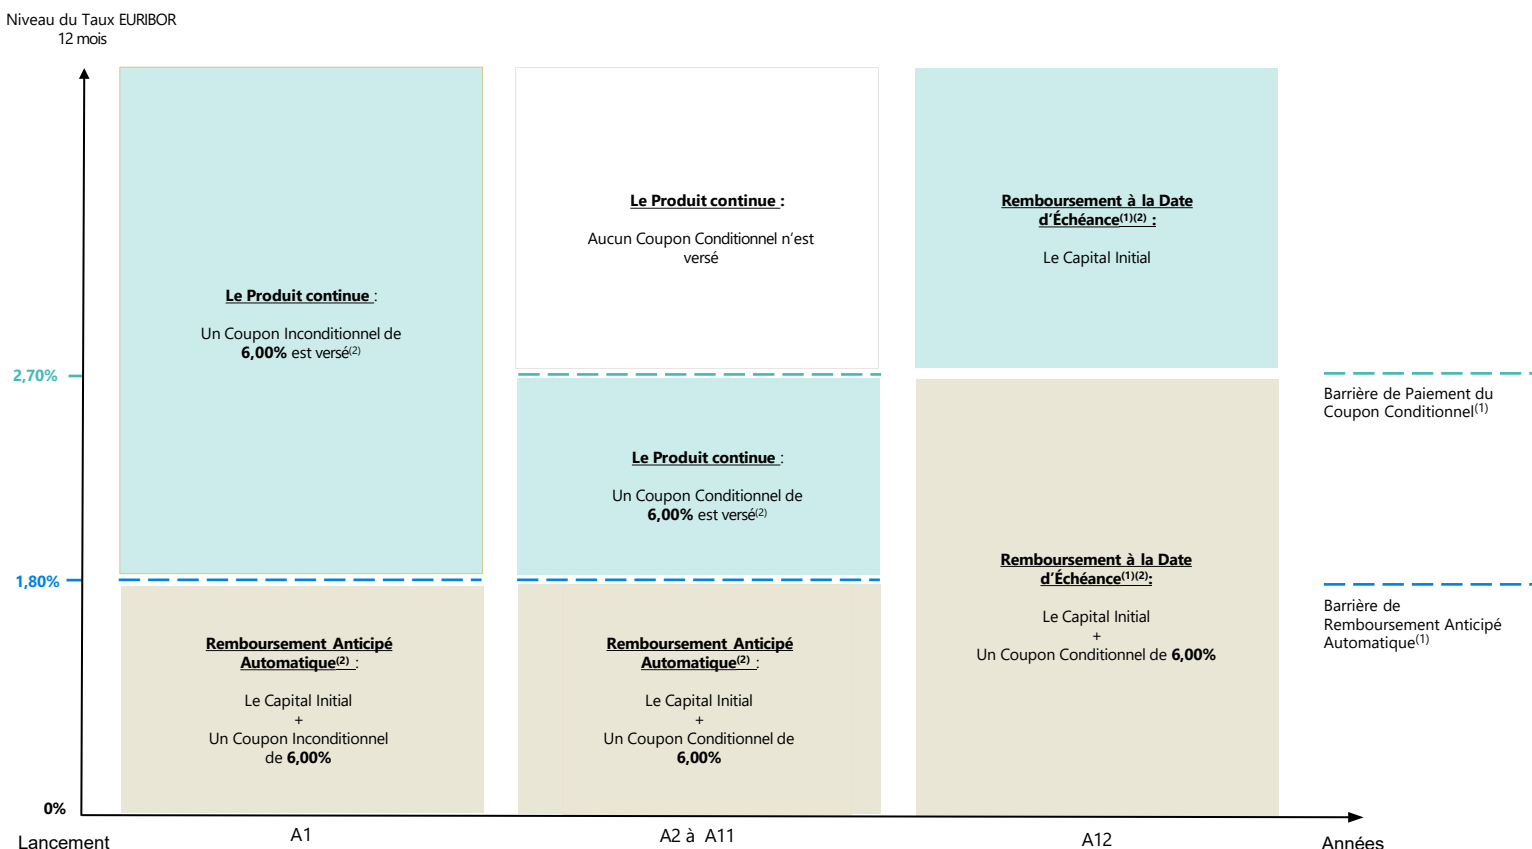 Niveau du Taux EURIBOR
12 mois
Le Produit continue :
Un Coupon Inconditionnel de
6,00% est versé(2)
Le Produit continue :
Aucun Coupon Conditionnel n'est
versé
Remboursement à la Date
d'Échéance(1)(2) :
Le Capital Initial
2,70%
Barrière de Paiement du
Coupon Conditionnel(1)
Le Produit continue :
Un Coupon Conditionnel de
6,00% est versé(2)
1,80%
Remboursement Anticipé
Automatique(2) :
Le Capital Initial
+
Un Coupon Inconditionnel
de 6,00%
Remboursement Anticipé
Automatique(2) :
Le Capital Initial
+
Un Coupon Conditionnel de
6,00%
Remboursement à la Date
d'Échéance(1)(2):
Le Capital Initial
+
Un Coupon Conditionnel de 6,00%
Barrière de
Remboursement Anticipé
Automatique(1)
0%
Lancement
A1
A2 à A11
A12
Années